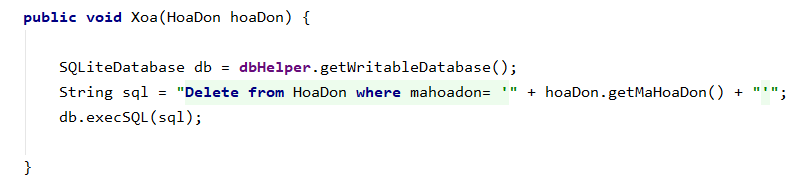 public void Xoa(HoaDon hoaDon) {
SQLiteDatabase db = dbHelper.getWritableDatabase();
String sql = "Delete from HoaDon where mahoadon= '" + hoaDon.getMaHoaDon() + "'";
db.execSQL(sql);
}